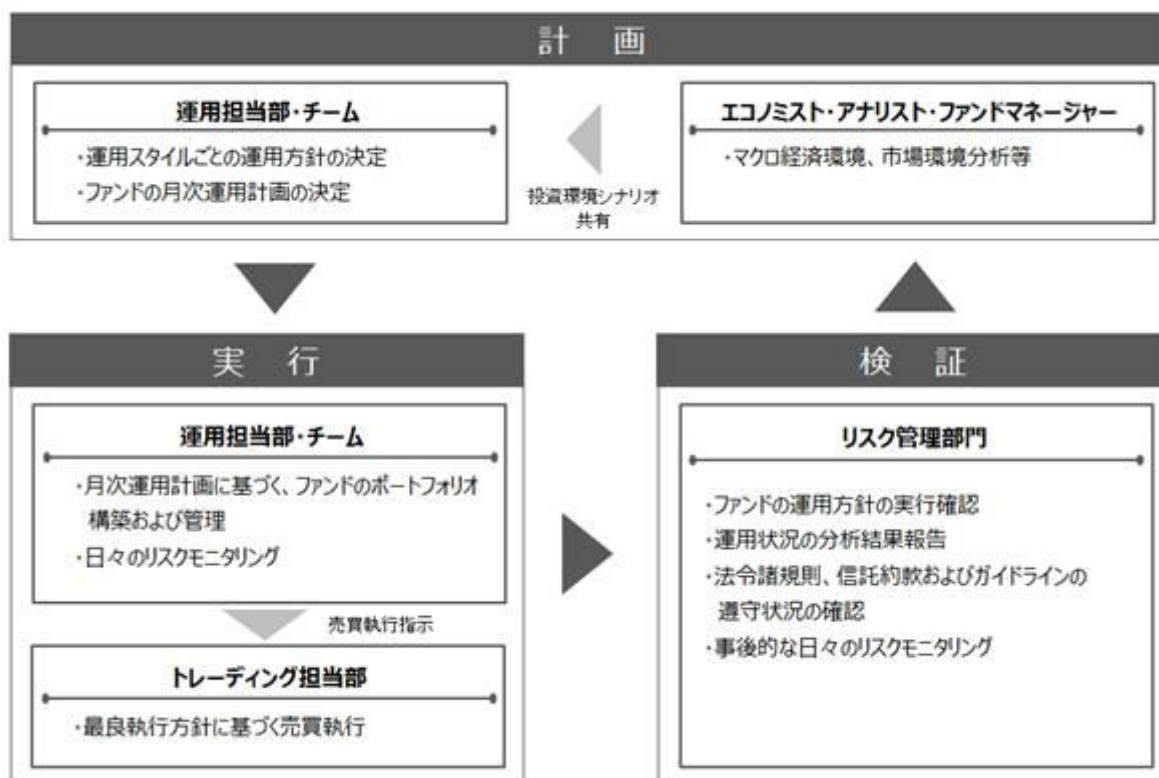 計 画
運用担当部・チーム
・運用スタイルごとの運用方針の決定
・ファンドの月次運用計画の決定
投資環境シナリオ
共有
エコノミスト・アナリスト・ファンドマネージャー
・マクロ経済環境、市場環境分析等
実 行
運用担当部・チーム
・月次運用計画に基づく、ファンドのポートフォリオ
構築および管理
・日々のリスクモニタリング
売買執行指示
トレーディング担当部
・最良執行方針に基づく売買執行
検 証
リスク管理部門
・ファンドの運用方針の実行確認
・運用状況の分析結果報告
・法令諸規則、信託約款およびガイドラインの
遵守状況の確認
・事後的な日々のリスクモニタリング